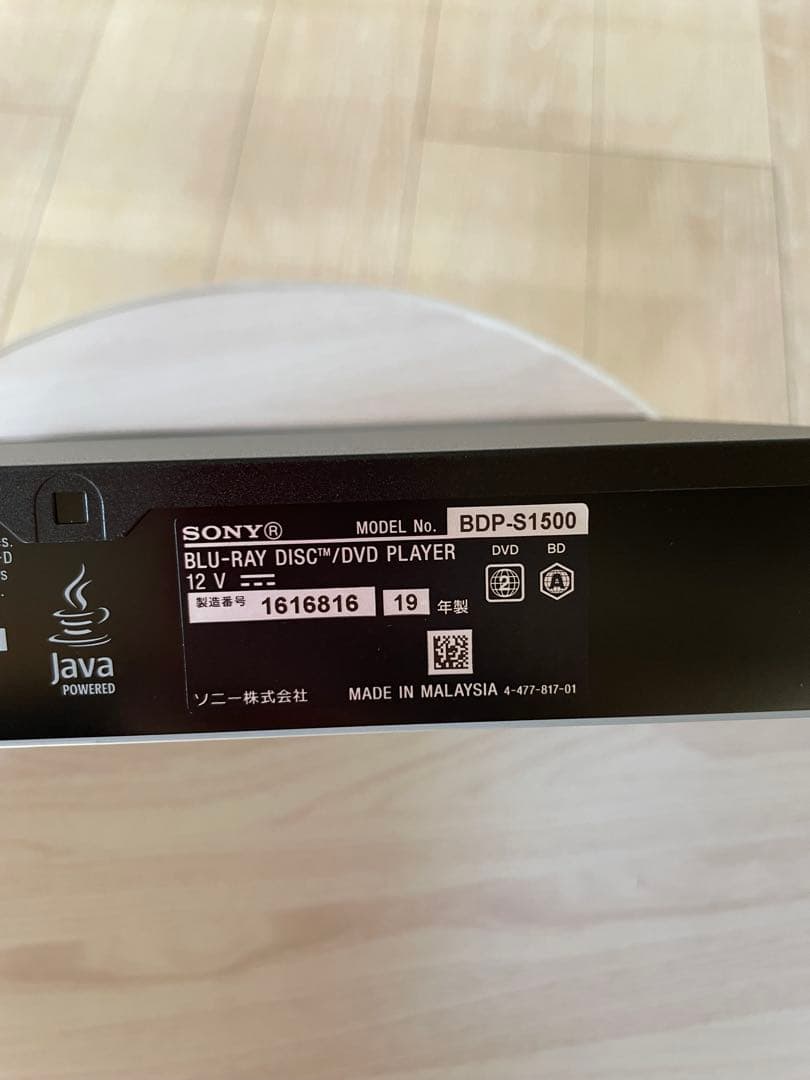 s.
-D
s
.
Java
POWERED
SONY®
MODEL No. BDP-S1500
BLU-RAY DISC™/DVD PLAYER
12 V
製造番号 1616816 19 年製
DVD BD
2 A
ソニー株式会社 MADE IN MALAYSIA 4-477-817-01